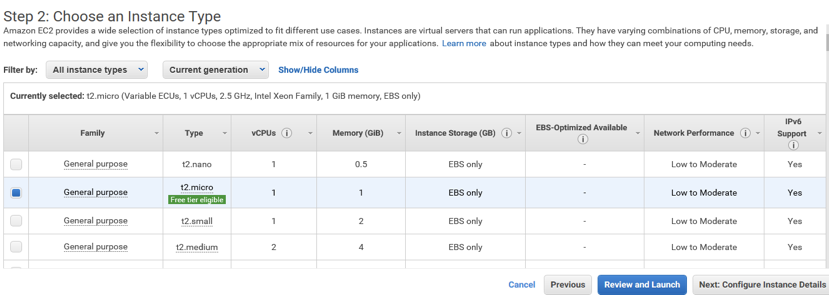 Step 2: Choose an Instance Type
Amazon EC2 provides a wide selection of instance types optimized to fit different use cases. Instances are virtual servers that can run applications. They have varying combinations of CPU, memory, storage, and
networking capacity, and give you the flexibility to choose the appropriate mix of resources for your applications. Learn more about instance types and how they can meet your computing needs.
Filter by: All instance types Current generation Show/Hide Columns
Currently selected: t2.micro (Variable ECUs, 1 vCPUs, 2.5 GHz, Intel Xeon Family, 1 GiB memory, EBS only)
Family Type vCPUs Memory (GiB) Instance Storage (GB) EBS-Optimized Available Network Performance IPv6 Support
General purpose t2.nano 1 0.5 EBS only - Low to Moderate Yes
General purpose t2.micro Free tier eligible 1 1 EBS only - Low to Moderate Yes
General purpose t2.small 1 2 EBS only - Low to Moderate Yes
General purpose t2.medium 2 4 EBS only - Low to Moderate Yes
Cancel Previous Review and Launch Next: Configure Instance Details